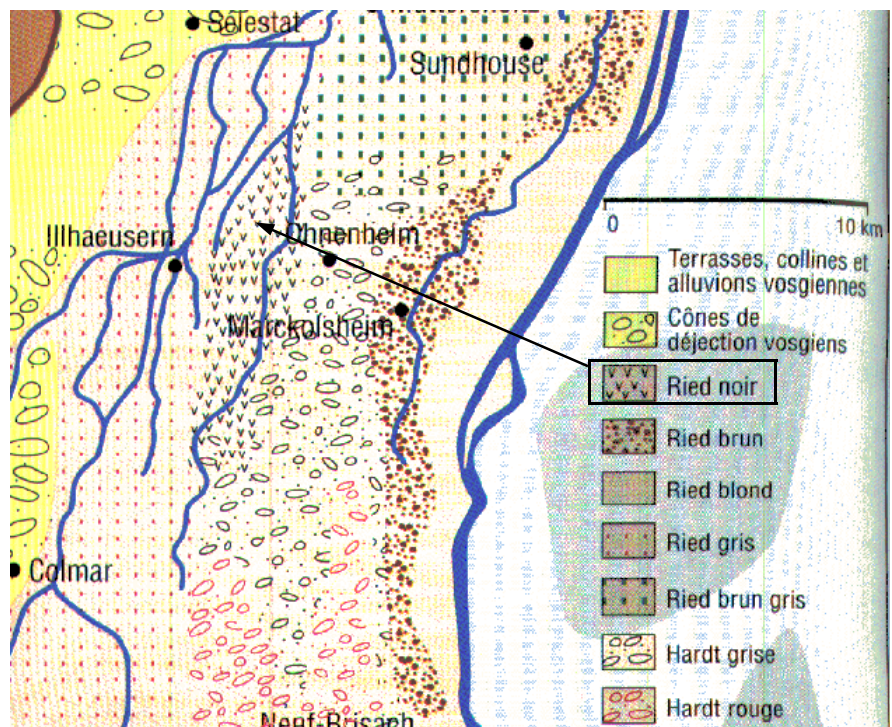 Sélestat
Sundhouse
Illhaeusern
Ohnenheim
Marckolsheim
Colmar
0
10 km
Terrasses, collines et
alluvions vosgiennes
Cônes de
déjection vosgiens
Ried noir
Ried brun
Ried blond
Ried gris
Ried brun gris
Hardt grise
Hardt rouge